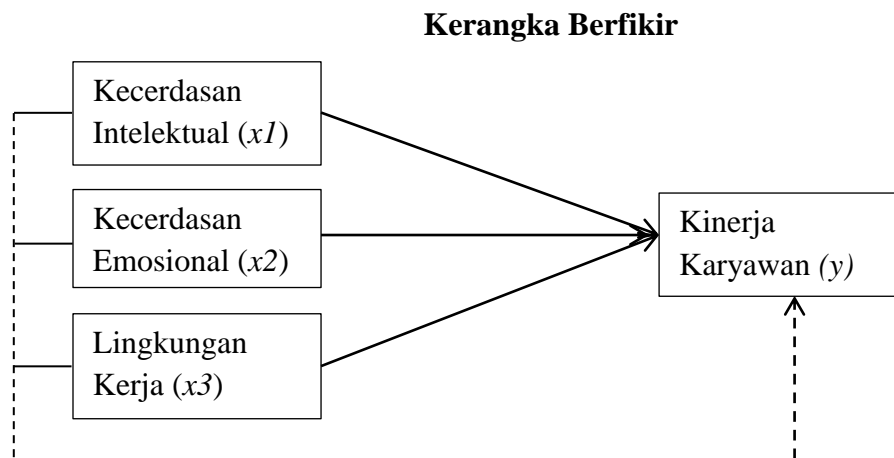 Kerangka Berfikir
Kecerdasan
Intelektual (x1)
Kecerdasan
Emosional (x2)
Lingkungan
Kerja (x3)
Kinerja
Karyawan (y)